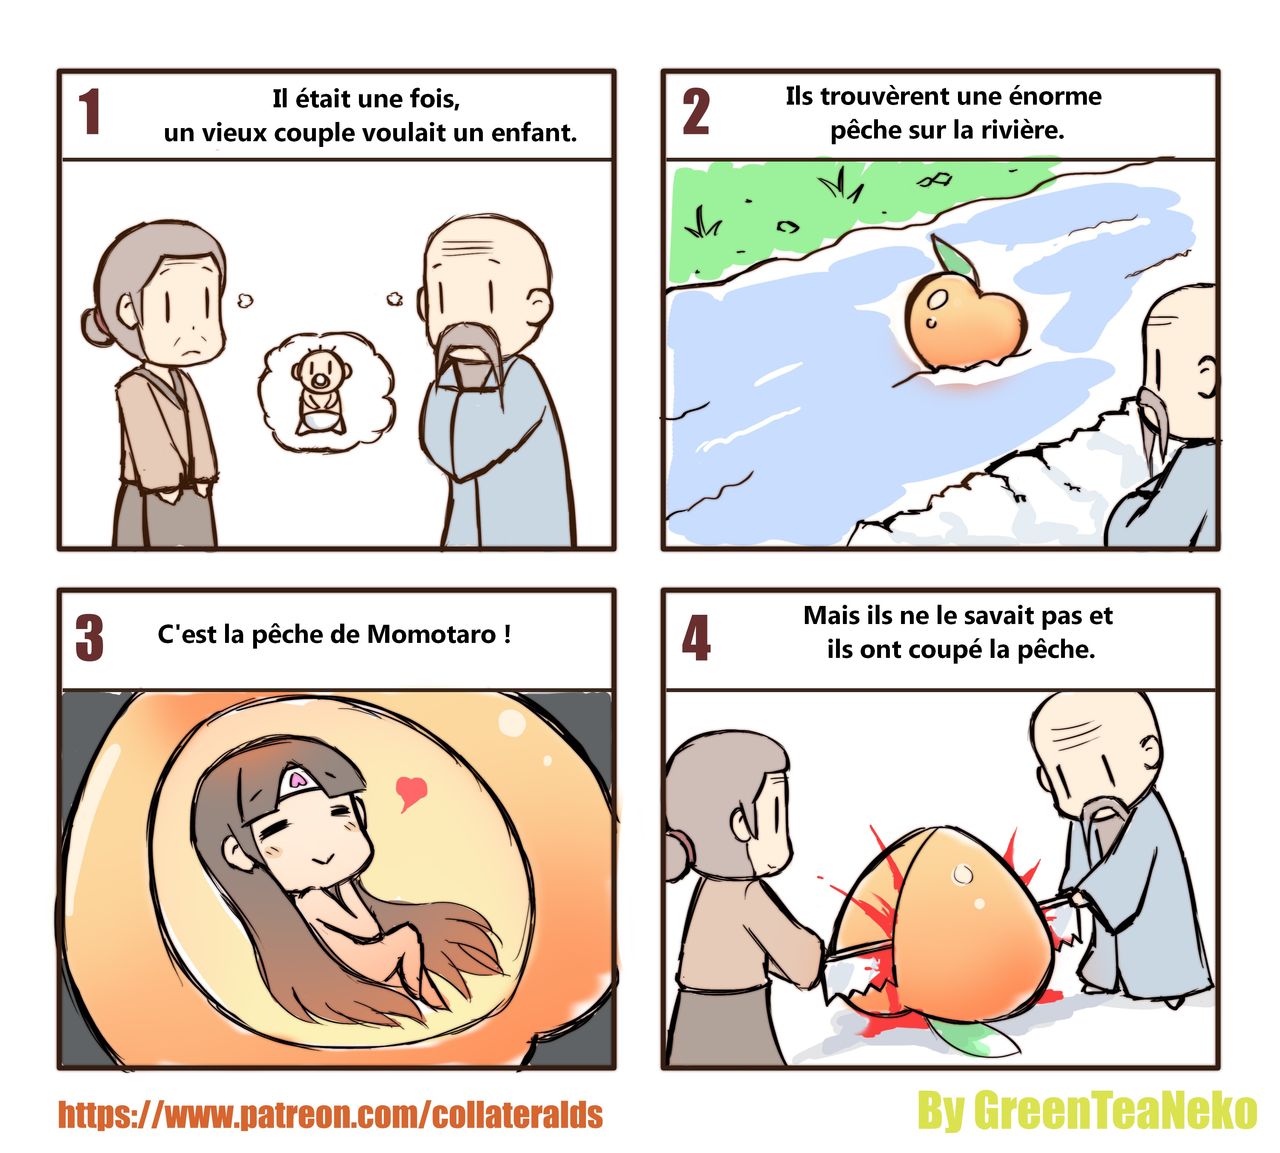 1
Il était une fois,
un vieux couple voulait un enfant.
2
Ils trouvèrent une énorme
pêche sur la rivière.
3
C'est la pêche de Momotaro !
4
Mais ils ne le savait pas et
ils ont coupé la pêche.
https://www.patreon.com/collateralds
By GreenTeaNeko